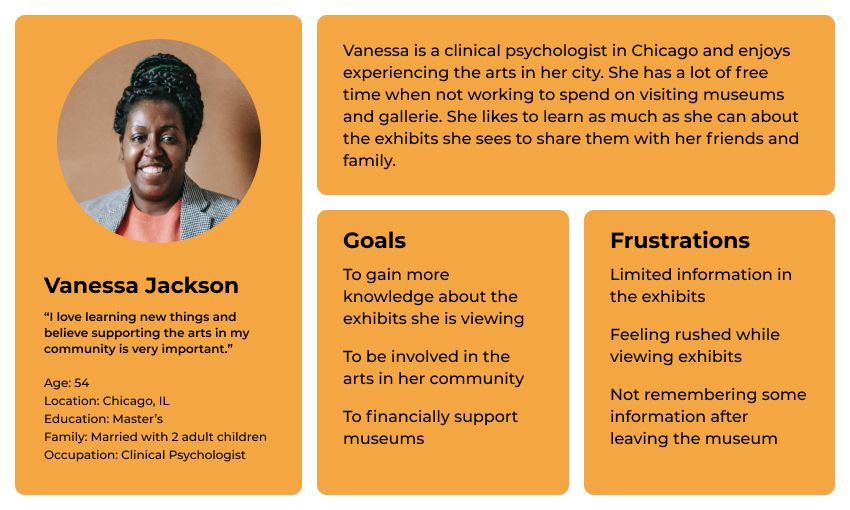 Vanessa Jackson
“I love learning new things and
believe supporting the arts in my
community is very important.”
Age: 54
Location: Chicago, IL
Education: Master’s
Family: Married with 2 adult children
Occupation: Clinical Psychologist
Vanessa is a clinical psychologist in Chicago and enjoys
experiencing the arts in her city. She has a lot of free
time when not working to spend on visiting museums
and gallerie. She likes to learn as much as she can about
the exhibits she sees to share them with her friends and
family.
Goals
To gain more
knowledge about the
exhibits she is viewing
To be involved in the
arts in her community
To financially support
museums
Frustrations
Limited information in
the exhibits
Feeling rushed while
viewing exhibits
Not remembering some
information after
leaving the museum